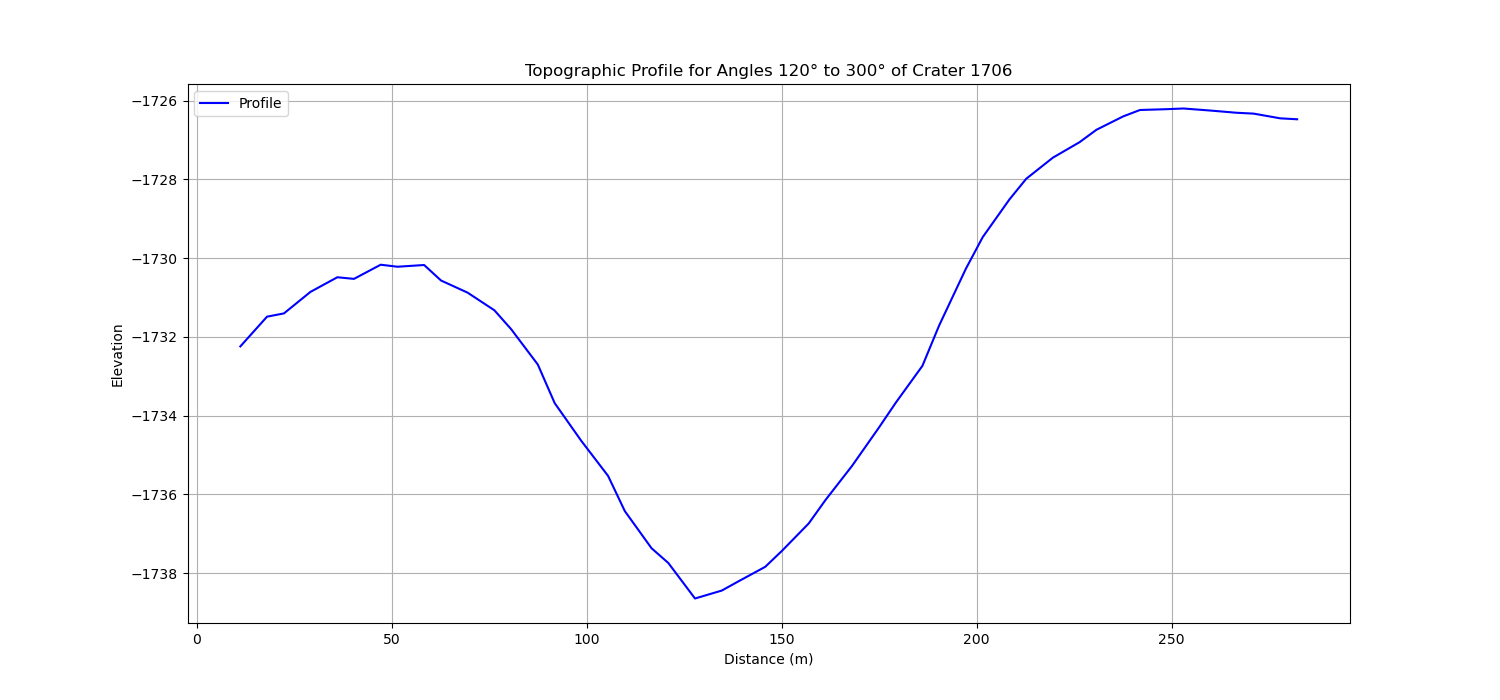 Topographic Profile for Angles 120° to 300° of Crater 1706
Profile
−1726
−1728
−1730
−1732
−1734
−1736
−1738
Elevation
0 50 100 150 200 250
Distance (m)